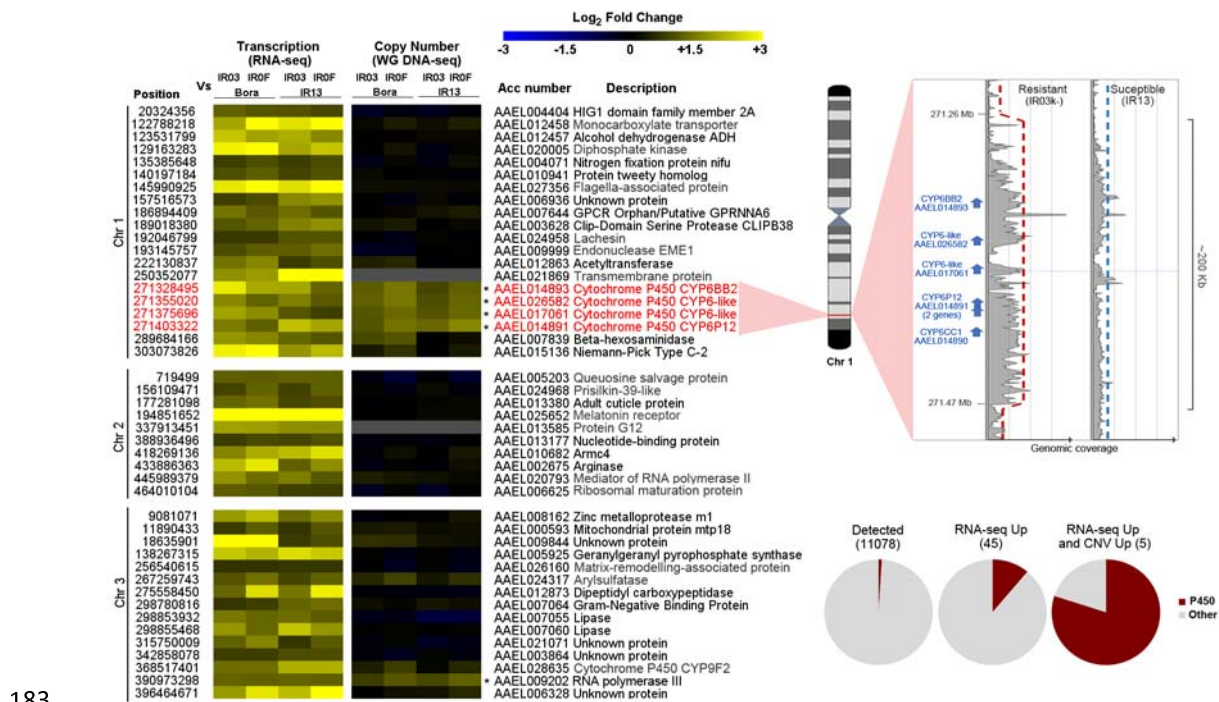 Log2 Fold Change
-3 -1.5 0 +1.5 +3
Transcription (RNA-seq)
Copy Number (WG DNA-seq)
Vs
IR03 IR0F IR03 IR0F
IR03 IR0F IR03 IR0F
Bora IR13
Bora IR13
Position
Acc number Description
Chr 1
20324356 AAEL004404 HIG1 domain family member 2A
122788218 AAEL012458 Monocarboxylate transporter
123531799 AAEL012457 Alcohol dehydrogenase ADH
129163283 AAEL020005 Diphosphate kinase
135385648 AAEL004071 Nitrogen fixation protein nifu
140197184 AAEL010941 Protein tweety homolog
145990925 AAEL027356 Flagella-associated protein
157516573 AAEL006936 Unknown protein
186894409 AAEL007644 GPCR Orphan/Putative GPRNNA6
189018380 AAEL003628 Clip-Domain Serine Protease CLIPB38
192046799 AAEL024958 Lachesin
193145757 AAEL009999 Endonuclease EME1
222130837 AAEL012863 Acetyltransferase
250352077 AAEL021869 Transmembrane protein
271328495 * AAEL014893 Cytochrome P450 CYP6BB2
271355020 * AAEL026582 Cytochrome P450 CYP6-like
271375696 * AAEL017061 Cytochrome P450 CYP6-like
271403322 * AAEL014891 Cytochrome P450 CYP6P12
289684166 AAEL007839 Beta-hexosaminidase
303073826 AAEL015136 Niemann-Pick Type C-2
Chr 2
719499 AAEL005203 Queuosine salvage protein
156109471 AAEL024968 Prisilkin-39-like
177281098 AAEL013380 Adult cuticle protein
194851652 AAEL025652 Melatonin receptor
337913451 AAEL013585 Protein G12
388936496 AAEL013177 Nucleotide-binding protein
418269136 AAEL010682 Armc4
433886363 AAEL002675 Arginase
445989379 AAEL020793 Mediator of RNA polymerase II
464010104 AAEL006625 Ribosomal maturation protein
Chr 3
9081071 AAEL008162 Zinc metalloprotease m1
11890433 AAEL000593 Mitochondrial protein mtp18
18635901 AAEL009844 Unknown protein
138267315 AAEL005925 Geranylgeranyl pyrophosphate synthase
256540615 AAEL026160 Matrix-remodelling-associated protein
267259743 AAEL024317 Arylsulfatase
275558450 AAEL012873 Dipeptidyl carboxypeptidase
298780816 AAEL007064 Gram-Negative Binding Protein
298853932 AAEL007055 Lipase
298855468 AAEL007060 Lipase
315750009 AAEL021071 Unknown protein
342858078 AAEL003864 Unknown protein
368517401 AAEL028635 Cytochrome P450 CYP9F2
390973298 * AAEL009202 RNA polymerase III
396464671 AAEL006328 Unknown protein
Chr 1
Resistant (IR03k-)
Suceptible (IR13)
271.26 Mb
CYP6BB2
AAEL014893
CYP6-like
AAEL026582
CYP6-like
AAEL017061
CYP6P12
AAEL014891
(2 genes)
CYP6CC1
AAEL014890
271.47 Mb
~200 Kb
Genomic coverage
Detected (11078)
RNA-seq Up (45)
RNA-seq Up and CNV Up (5)
P450
Other
183